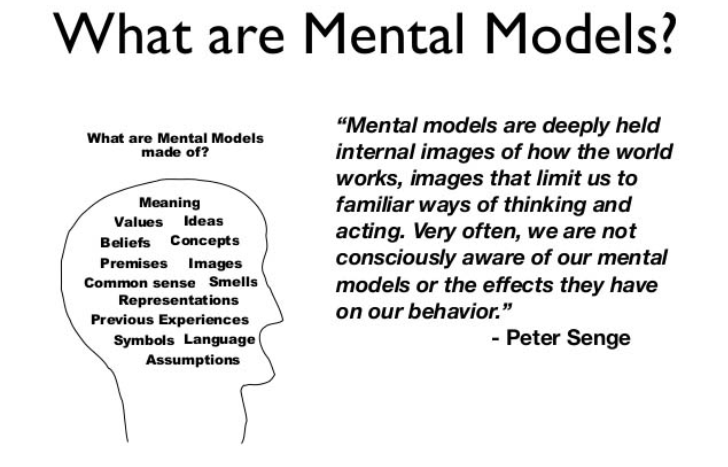 What are Mental Models?
What are Mental Models
made of?
Meaning
Values Ideas
Beliefs Concepts
Premises Images
Common sense Smells
Representations
Previous Experiences
Symbols Language
Assumptions
“Mental models are deeply held
internal images of how the world
works, images that limit us to
familiar ways of thinking and
acting. Very often, we are not
consciously aware of our mental
models or the effects they have
on our behavior.”
- Peter Senge